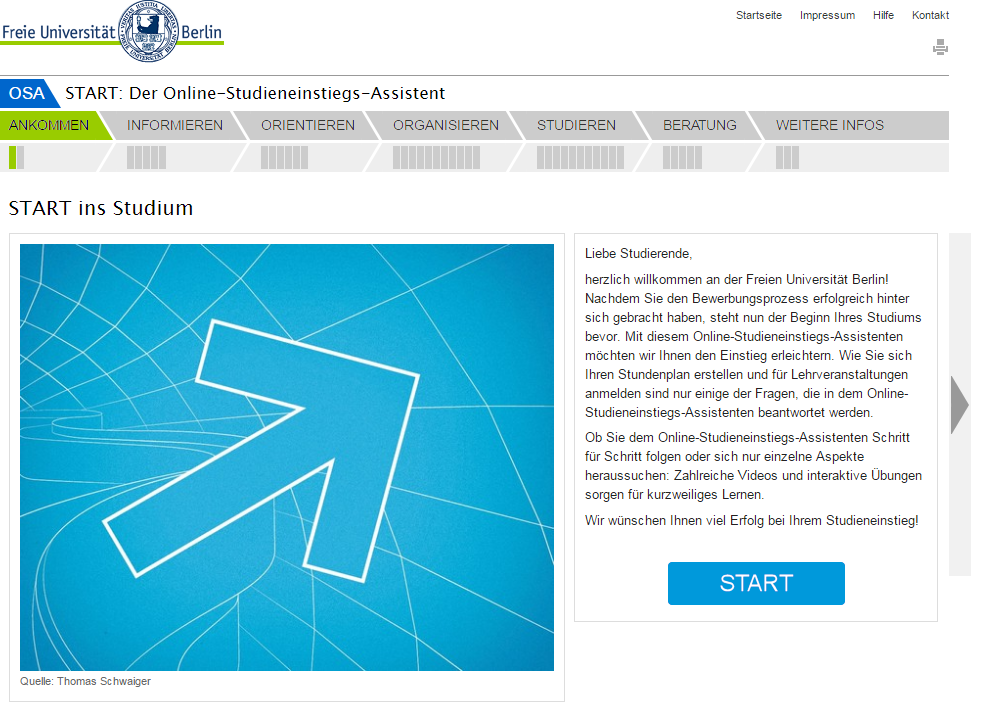 Startseite Impressum Hilfe Kontakt
Freie Universität Berlin
OSA START: Der Online-Studieneinstiegs-Assistent
ANKOMMEN INFORMIEREN ORIENTIEREN ORGANISIEREN STUDIEREN BERATUNG WEITERE INFOS
START ins Studium
Liebe Studierende,
herzlich willkommen an der Freien Universität Berlin!
Nachdem Sie den Bewerbungsprozess erfolgreich hinter
sich gebracht haben, steht nun der Beginn Ihres Studiums
bevor. Mit diesem Online-Studieneinstiegs-Assistenten
möchten wir Ihnen den Einstieg erleichtern. Wie Sie sich
Ihren Stundenplan erstellen und für Lehrveranstaltungen
anmelden sind nur einige der Fragen, die in dem Online-
Studieneinstiegs-Assistenten beantwortet werden.
Ob Sie dem Online-Studieneinstiegs-Assistenten Schritt
für Schritt folgen oder sich nur einzelne Aspekte
heraussuchen: Zahlreiche Videos und interaktive Übungen
sorgen für kurzweiliges Lernen.
Wir wünschen Ihnen viel Erfolg bei Ihrem Studieneinstieg!
START
Quelle: Thomas Schwaiger